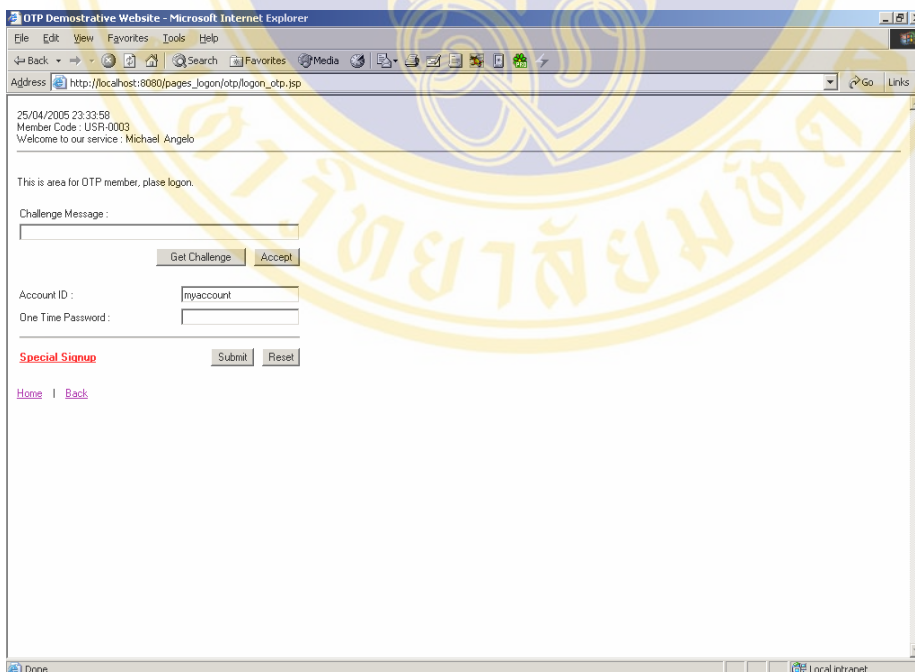 OTP Demostrative Website - Microsoft Internet Explorer
File Edit View Favorites Tools Help
Back Search Favorites Media
Address http://localhost:8080/pages_logon/otp/logon_otp.jsp Go Links
25/04/2005 23:33:58
Member Code : USR-0003
Welcome to our service : Michael Angelo
This is area for OTP member, plase logon.
Challenge Message :
Get Challenge Accept
Account ID : myaccount
One Time Password :
Special Signup Submit Reset
Home | Back
Done Local intranet